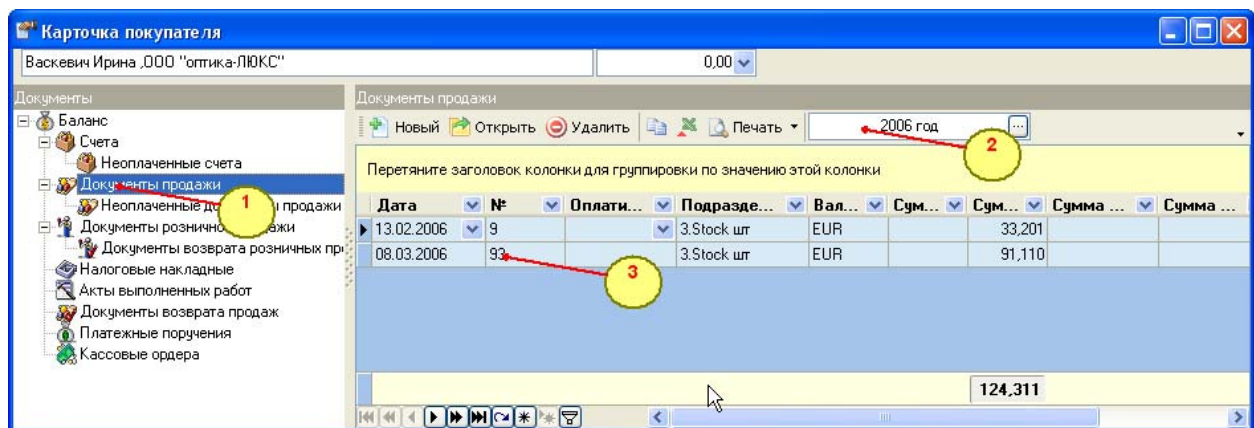 Карточка покупателя
Васкевич Ирина ,ООО "оптика-ЛЮКС" 0,00
Документы
Баланс
Счета
Неоплаченные счета
Документы продажи
Неоплаченные до ы продажи
Документы рознично ажи
Документы возврата розничных пр
Налоговые накладные
Акты выполненных работ
Документы возврата продаж
Платежные поручения
Кассовые ордера
Документы продажи
Новый Открыть Удалить Печать 2006 год ...
Перетяните заголовок колонки для группировки по значению этой колонки
Дата № Оплати... Подразде... Вал... Сум... Сум... Сумма ... Сумма ...
13.02.2006 9 3.Stock шт EUR 33,201
08.03.2006 93 3.Stock шт EUR 91,110
124,311
1
2
3